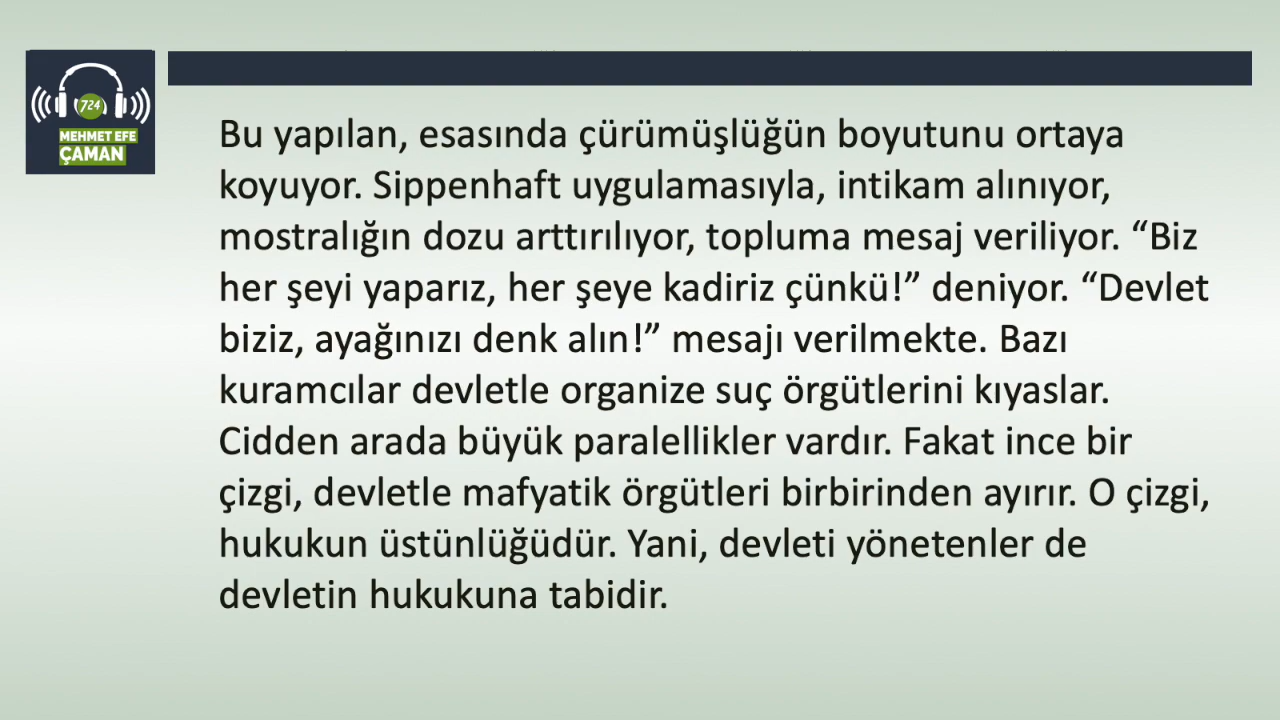 724
MEHMET EFE
ÇAMAN
Bu yapılan, esasında çürümüşlüğün boyutunu ortaya
koyuyor. Sippenhaft uygulamasıyla, intikam alınıyor,
mostralığın dozu arttırılıyor, topluma mesaj veriliyor. “Biz
her şeyi yaparız, her şeye kadiriz çünkü!” deniyor. “Devlet
biziz, ayağınızı denk alın!” mesajı verilmekte. Bazı
kuramcılar devletle organize suç örgütlerini kıyaslar.
Cidden arada büyük paralellikler vardır. Fakat ince bir
çizgi, devletle mafyatik örgütleri birbirinden ayırır. O çizgi,
hukukun üstünlüğüdür. Yani, devleti yönetenler de
devletin hukukuna tabidir.